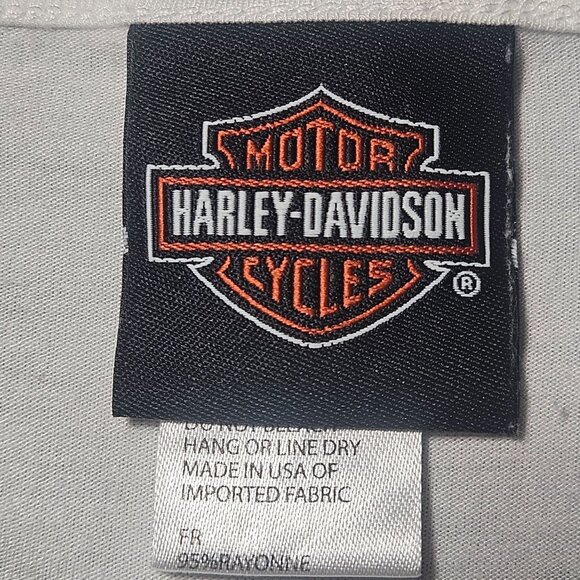 MOTOR
HARLEY-DAVIDSON
CYCLES
®
HANG OR LINE DRY
MADE IN USA OF
IMPORTED FABRIC
FR
95%RAYONNE